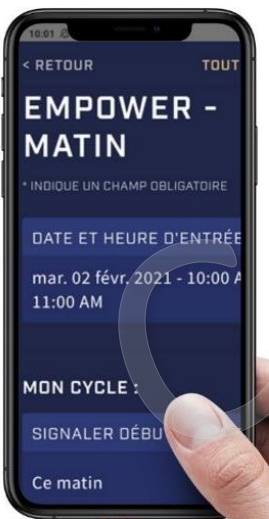 10:01
< RETOUR TOUT
EMPOWER -
MATIN
* INDIQUE UN CHAMP OBLIGATOIRE
DATE ET HEURE D'ENTRÉE
mar. 02 févr. 2021 - 10:00 A
11:00 AM
MON CYCLE :
SIGNALER DÉBU
Ce matin